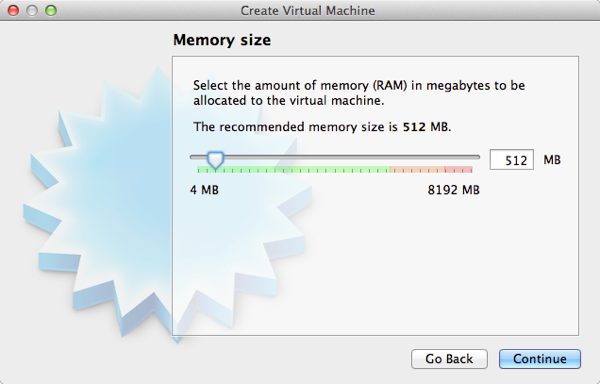 Create Virtual Machine
Memory size
Select the amount of memory (RAM) in megabytes to be
allocated to the virtual machine.
The recommended memory size is 512 MB.
512 MB
4 MB 8192 MB
Go Back Continue